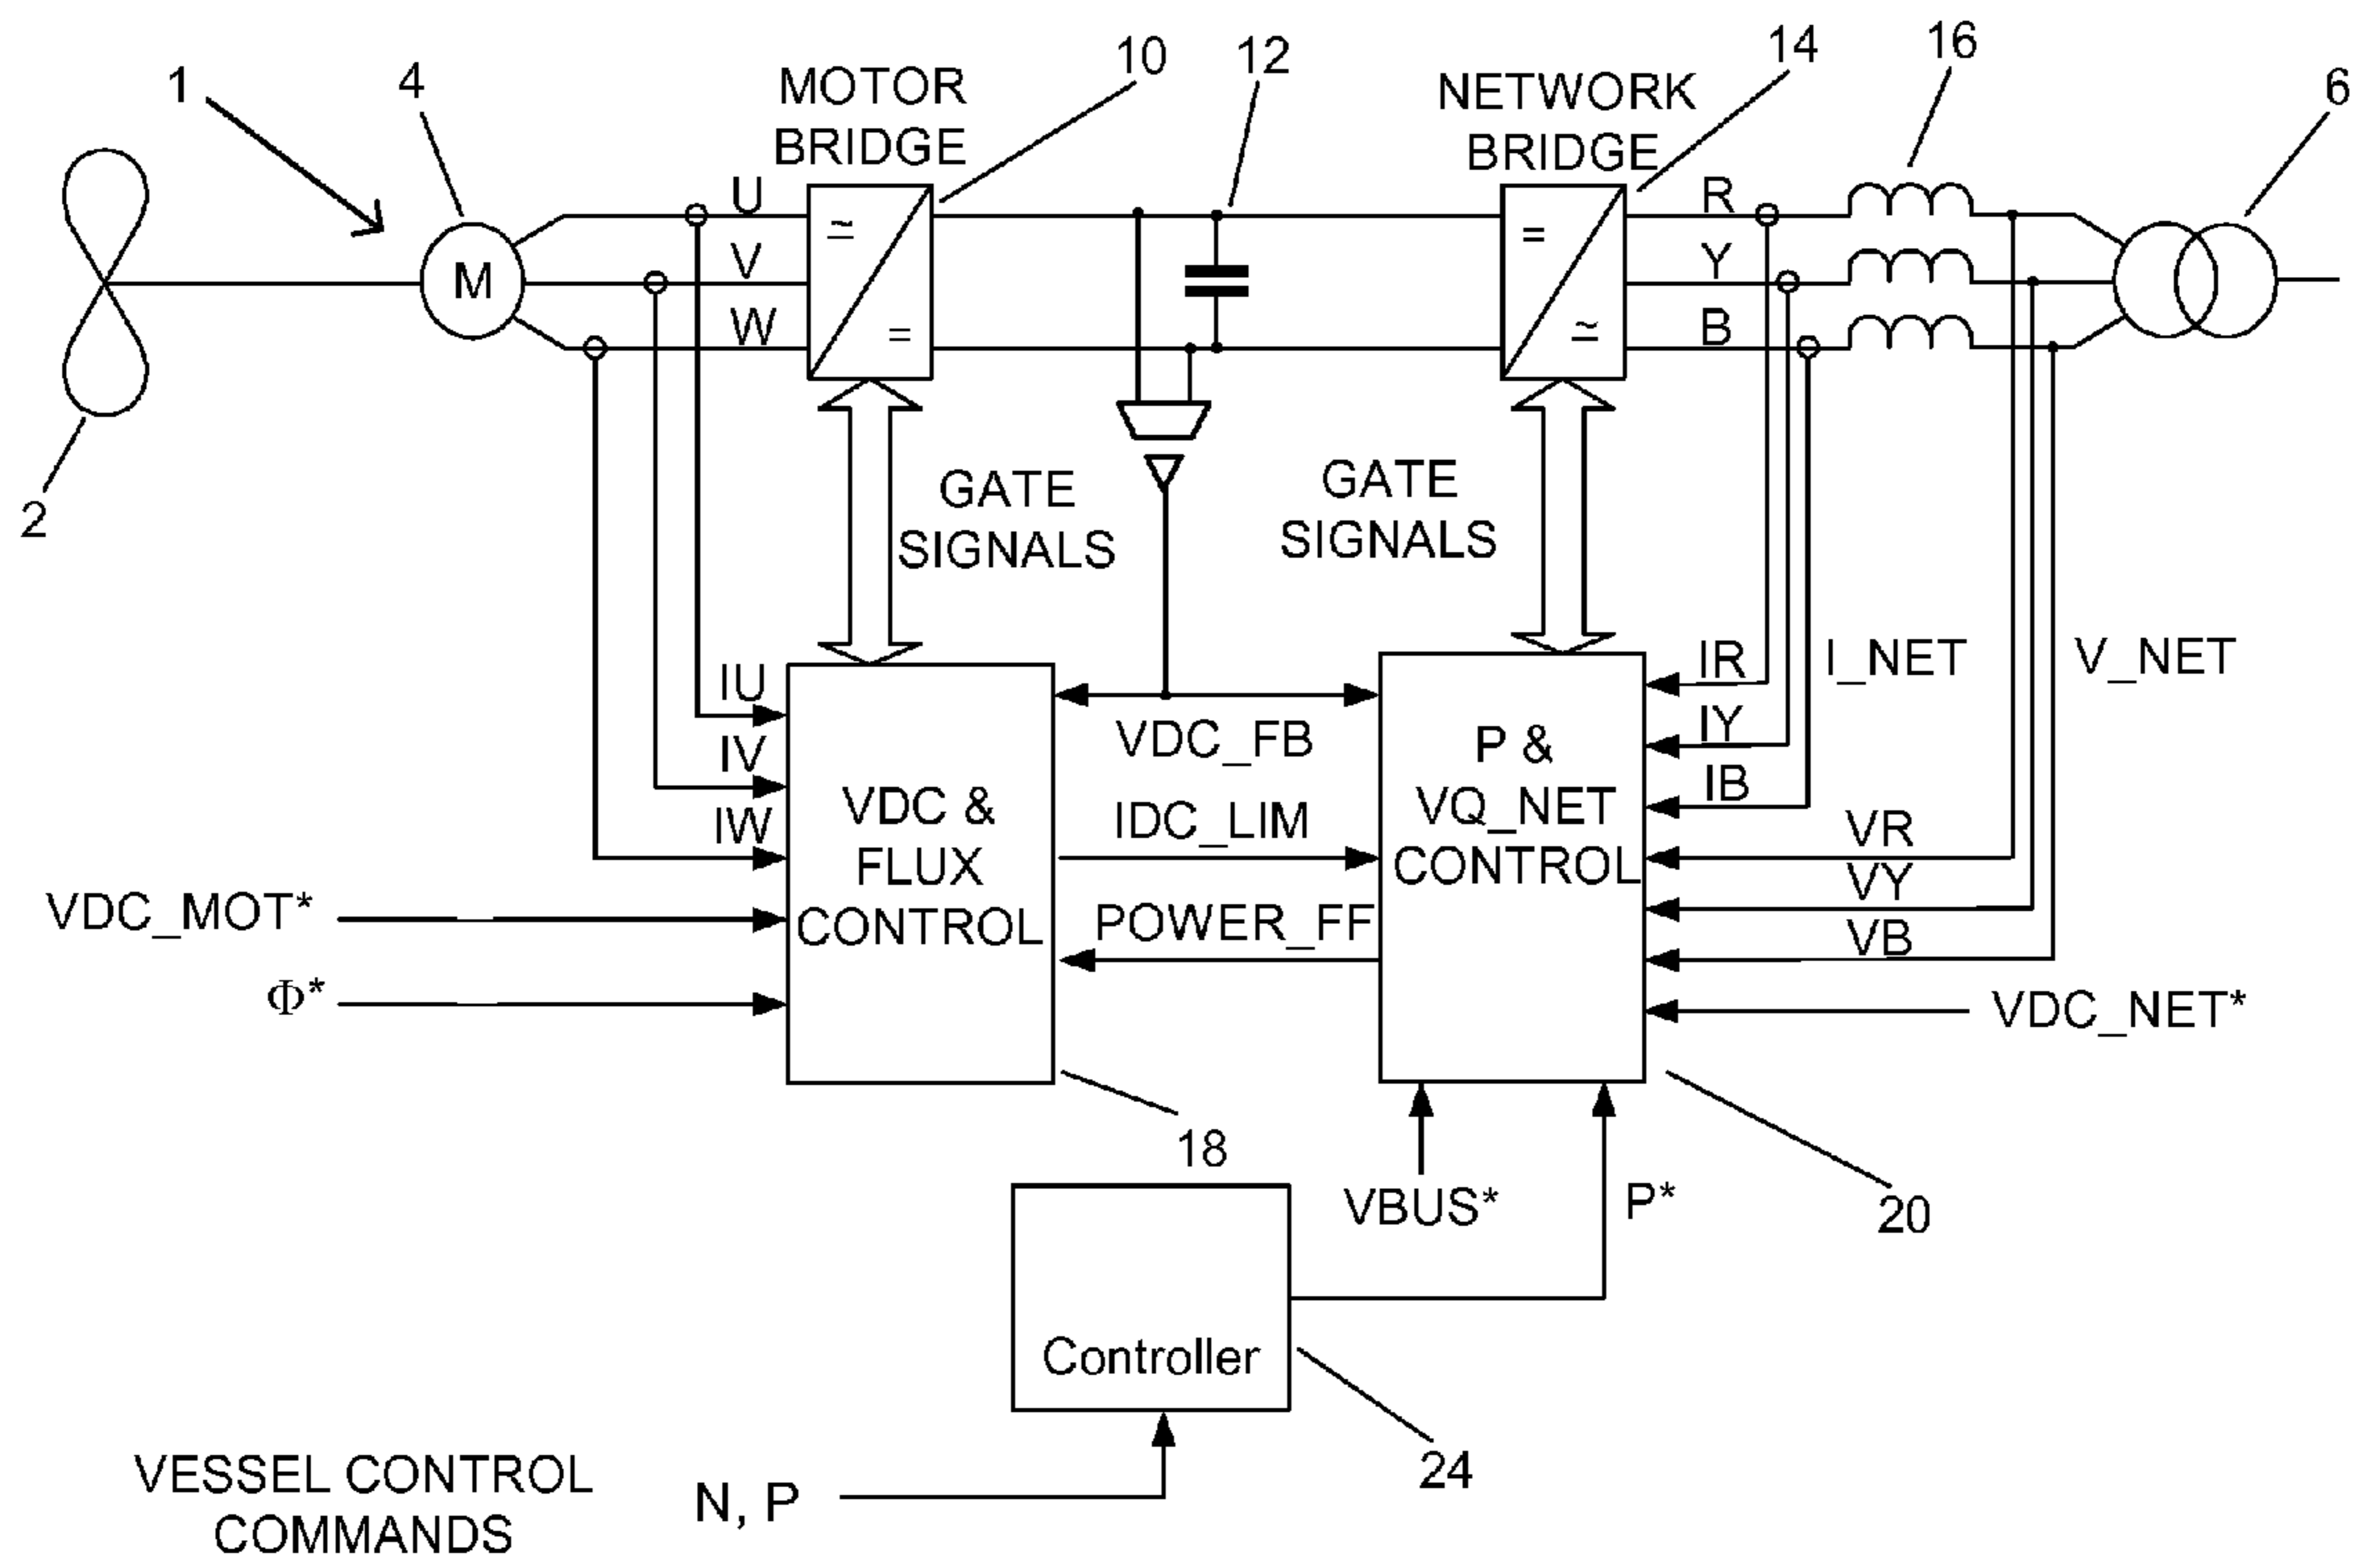 1
4
MOTOR
BRIDGE
10
12
NETWORK
BRIDGE
14
16
6
U
V
W
≃
=
M
=
≃
R
Y
B
2
GATE
SIGNALS
GATE
SIGNALS
IU
IV
IW
VDC_MOT*
Φ*
VDC &
FLUX
CONTROL
VDC_FB
IDC_LIM
POWER_FF
P &
VQ_NET
CONTROL
IR
IY
IB
I_NET
V_NET
VR
VY
VB
VDC_NET*
18
VBUS*
P*
20
Controller
24
VESSEL CONTROL
COMMANDS
N, P